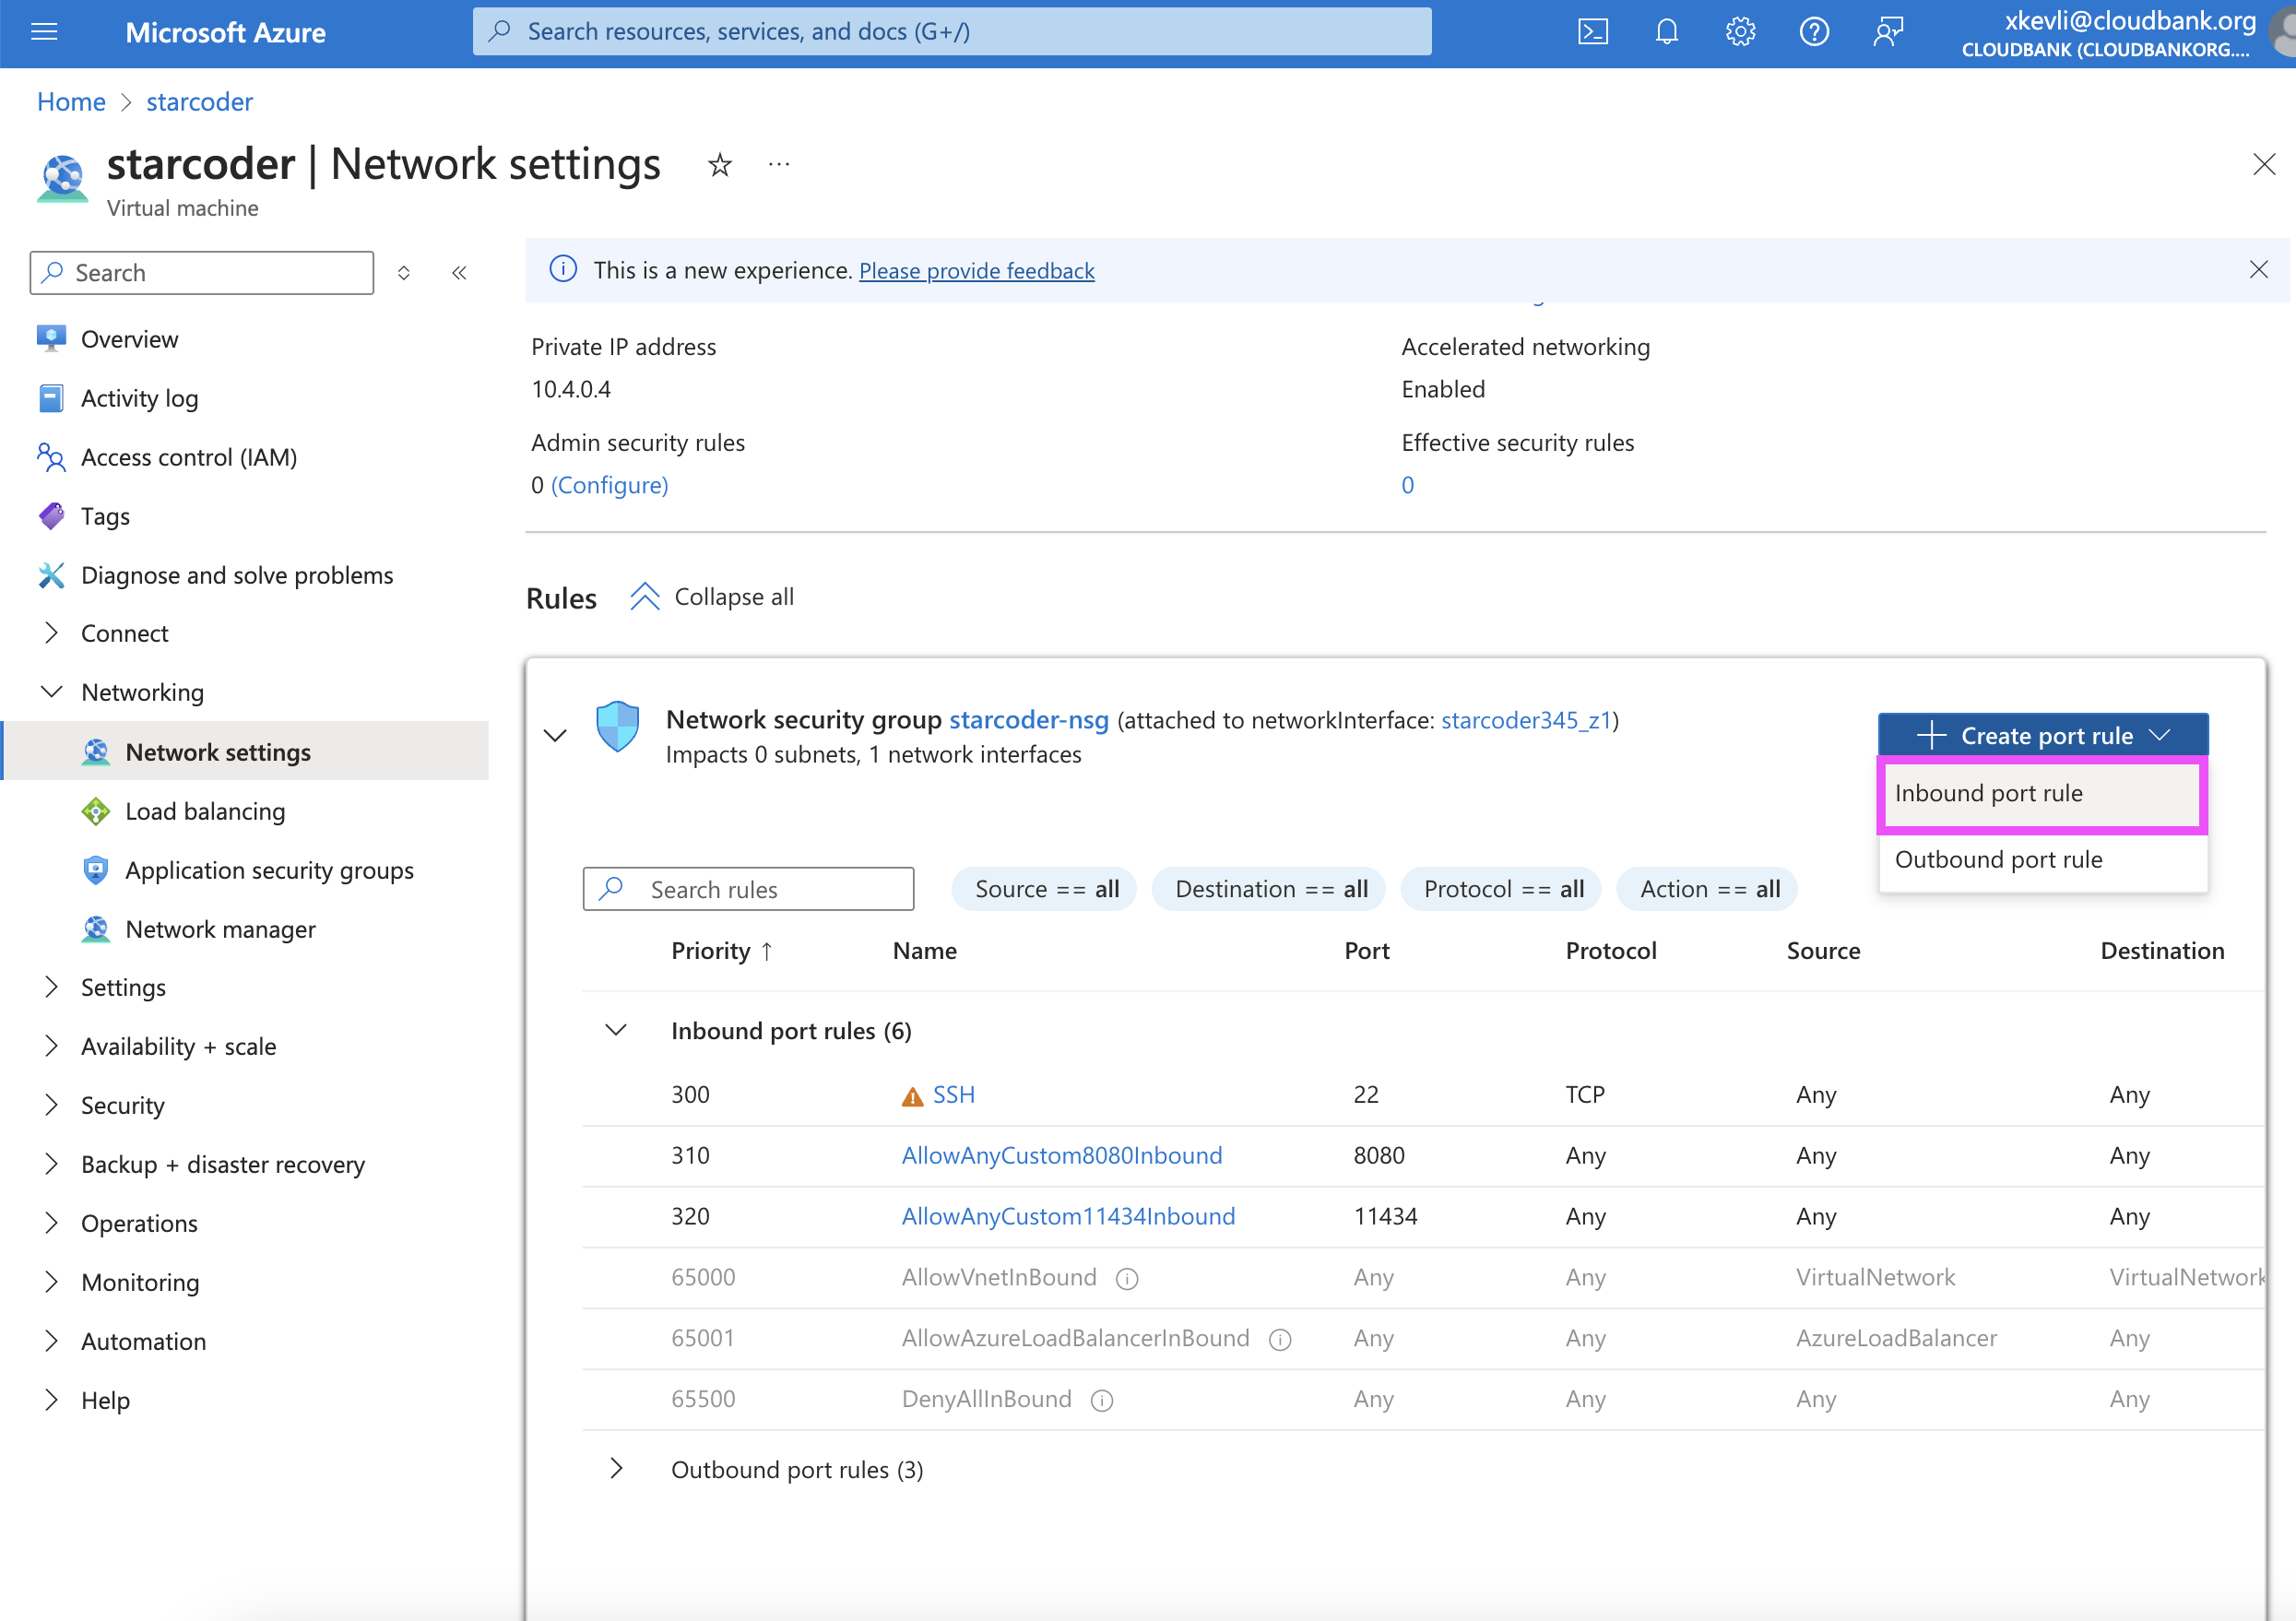 Microsoft Azure
Search resources, services, and docs (G+/)
xkevli@cloudbank.org
CLOUDBANK (CLOUDBANKORG....
Home > starcoder
starcoder | Network settings
Virtual machine
Search
This is a new experience. Please provide feedback
Overview
Activity log
Access control (IAM)
Tags
Diagnose and solve problems
Connect
Networking
Network settings
Load balancing
Application security groups
Network manager
Settings
Availability + scale
Security
Backup + disaster recovery
Operations
Monitoring
Automation
Help
Private IP address
10.4.0.4
Accelerated networking
Enabled
Admin security rules
0 (Configure)
Effective security rules
0
Rules
Collapse all
Network security group starcoder-nsg (attached to networkInterface: starcoder345_z1)
Impacts 0 subnets, 1 network interfaces
Create port rule
Inbound port rule
Outbound port rule
Search rules
Source == all
Destination == all
Protocol == all
Action == all
Priority ↑ Name Port Protocol Source Destination
Inbound port rules (6)
300 SSH 22 TCP Any Any
310 AllowAnyCustom8080Inbound 8080 Any Any Any
320 AllowAnyCustom11434Inbound 11434 Any Any Any
65000 AllowVnetInBound Any Any VirtualNetwork VirtualNetwork
65001 AllowAzureLoadBalancerInBound Any Any AzureLoadBalancer Any
65500 DenyAllInBound Any Any Any Any
Outbound port rules (3)